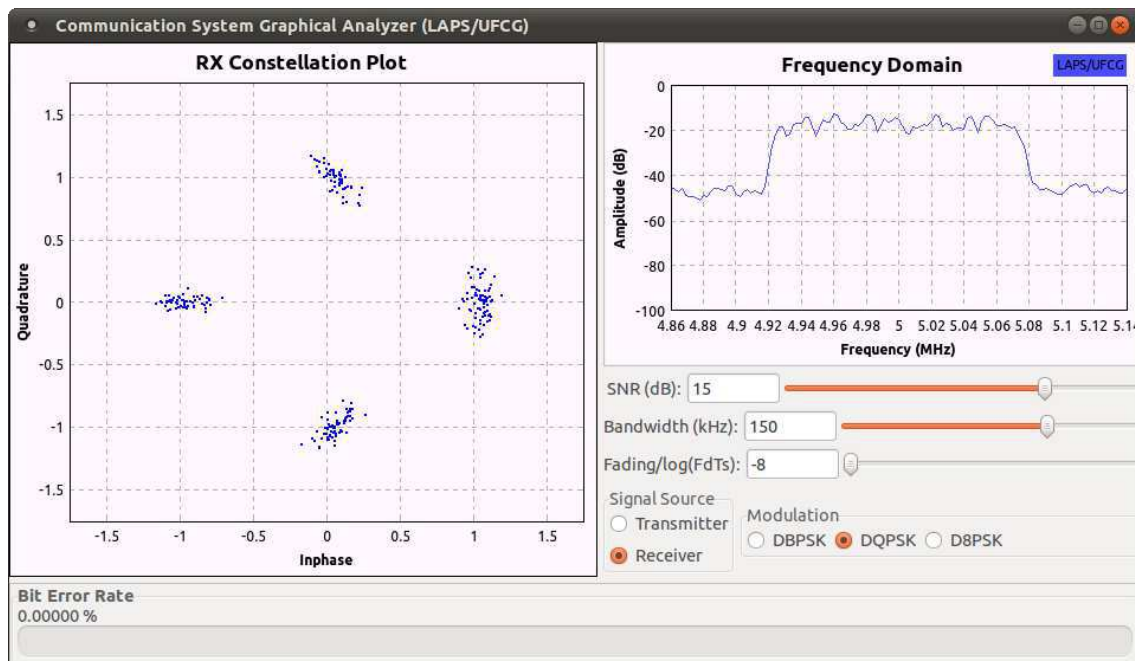 Communication System Graphical Analyzer (LAPS/UFCG)
RX Constellation Plot
1.5
1
0.5
0
-0.5
-1
-1.5
Quadrature
-1.5 -1 -0.5 0 0.5 1 1.5
Inphase
Frequency Domain
LAPS/UFCG
0
-20
-40
-60
-80
-100
Amplitude (dB)
4.86 4.88 4.9 4.92 4.94 4.96 4.98 5 5.02 5.04 5.06 5.08 5.1 5.12 5.14
Frequency (MHz)
SNR (dB): 15
Bandwidth (kHz): 150
Fading/log(FdTs): -8
Signal Source
Transmitter
Receiver
Modulation
DBPSK DQPSK D8PSK
Bit Error Rate
0.00000 %